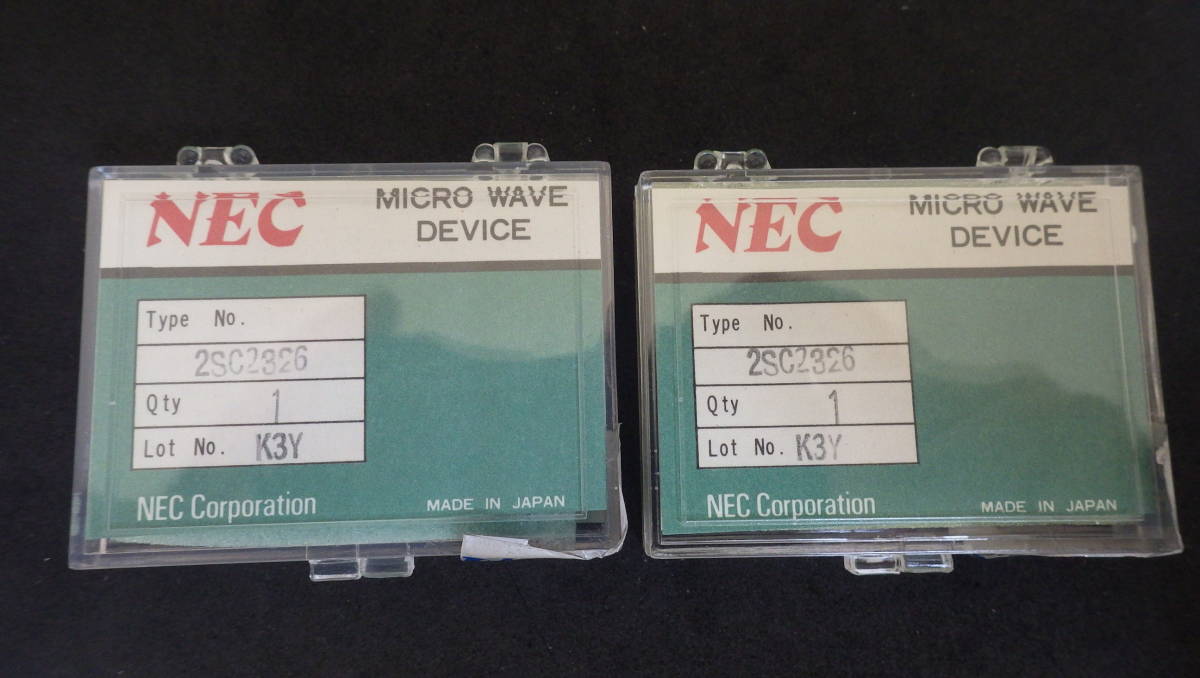 NEC
MICRO WAVE
DEVICE
Type No.
2SC2326
Qty 1
Lot No. K3Y
NEC Corporation
MADE IN JAPAN
NEC
MICRO WAVE
DEVICE
Type No.
2SC2326
Qty 1
Lot No. K3Y
NEC Corporation
MADE IN JAPAN